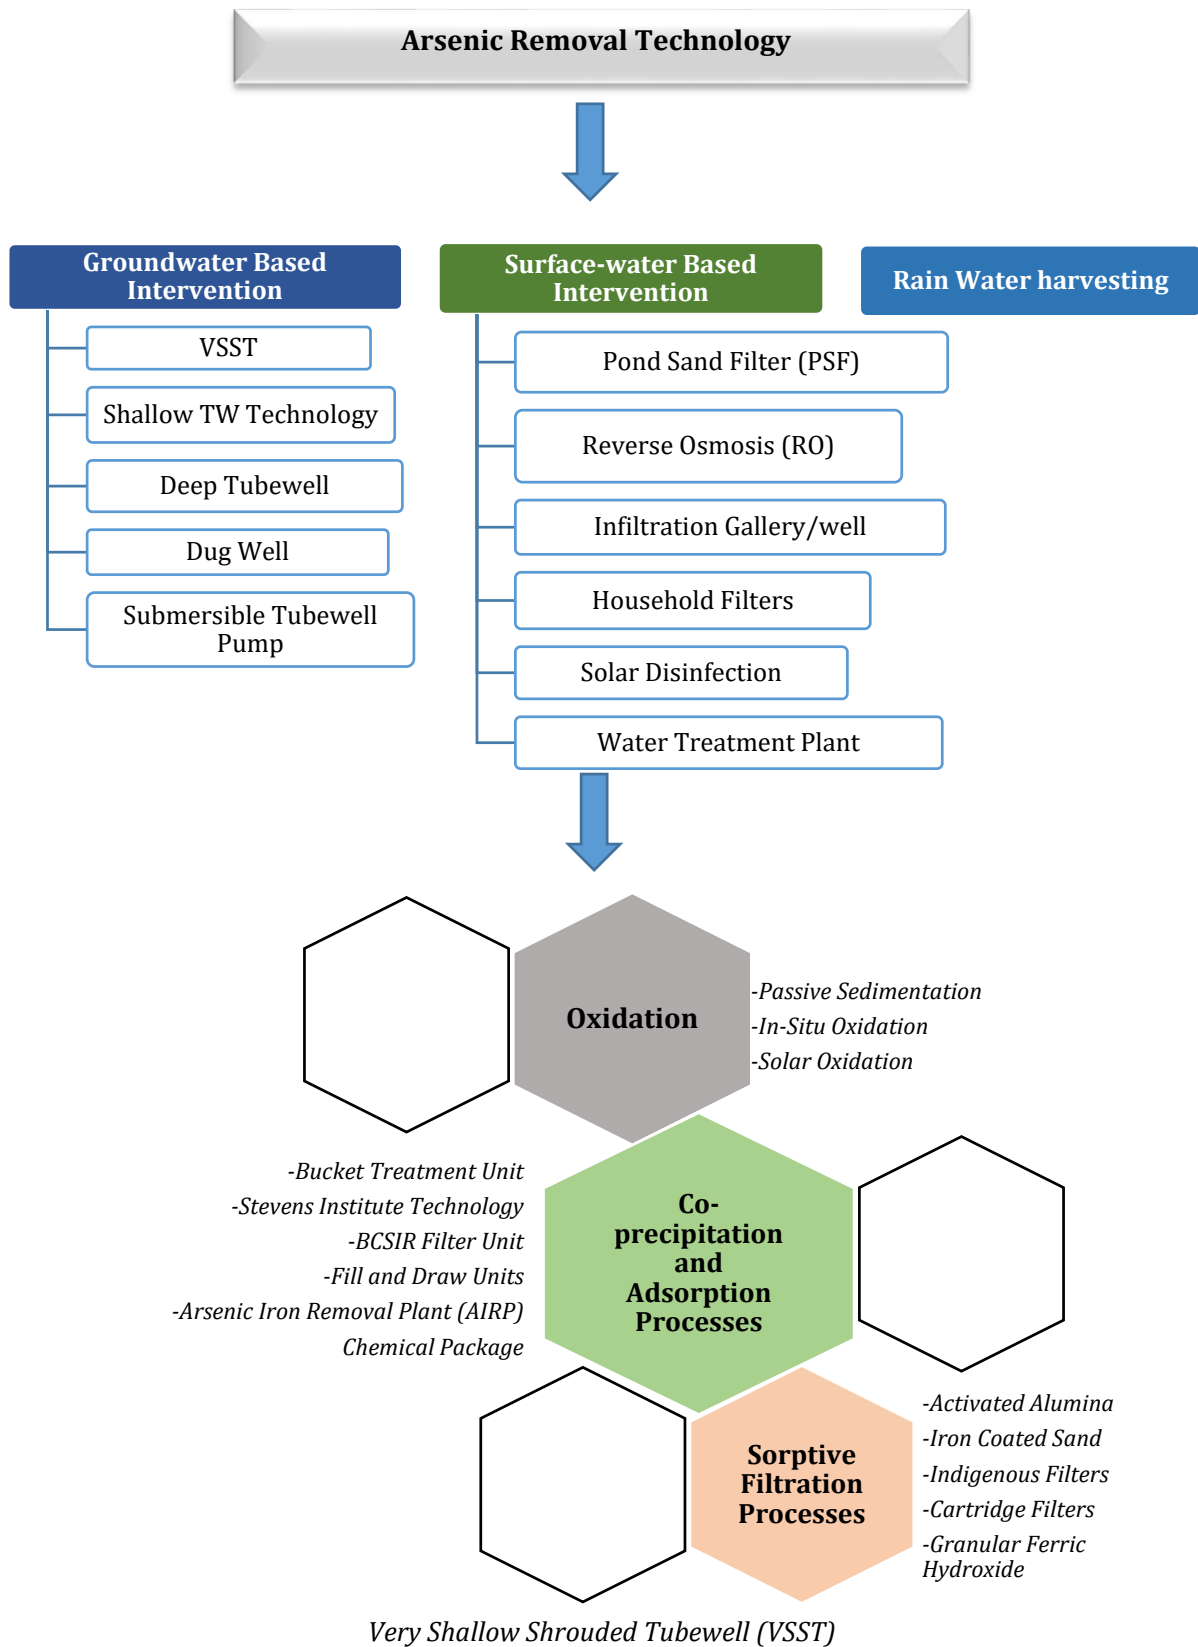 Arsenic Removal Technology
Groundwater Based
Intervention
VSST
Shallow TW Technology
Deep Tubewell
Dug Well
Submersible Tubewell
Pump
Surface-water Based
Intervention
Pond Sand Filter (PSF)
Reverse Osmosis (RO)
Infiltration Gallery/well
Household Filters
Solar Disinfection
Water Treatment Plant
Rain Water harvesting
Oxidation
-Passive Sedimentation
-In-Situ Oxidation
-Solar Oxidation
-Bucket Treatment Unit
-Stevens Institute Technology
-BCSIR Filter Unit
-Fill and Draw Units
-Arsenic Iron Removal Plant (AIRP)
Chemical Package
Co-
precipitation
and
Adsorption
Processes
Sorptive
Filtration
Processes
-Activated Alumina
-Iron Coated Sand
-Indigenous Filters
-Cartridge Filters
-Granular Ferric
Hydroxide
Very Shallow Shrouded Tubewell (VSST)